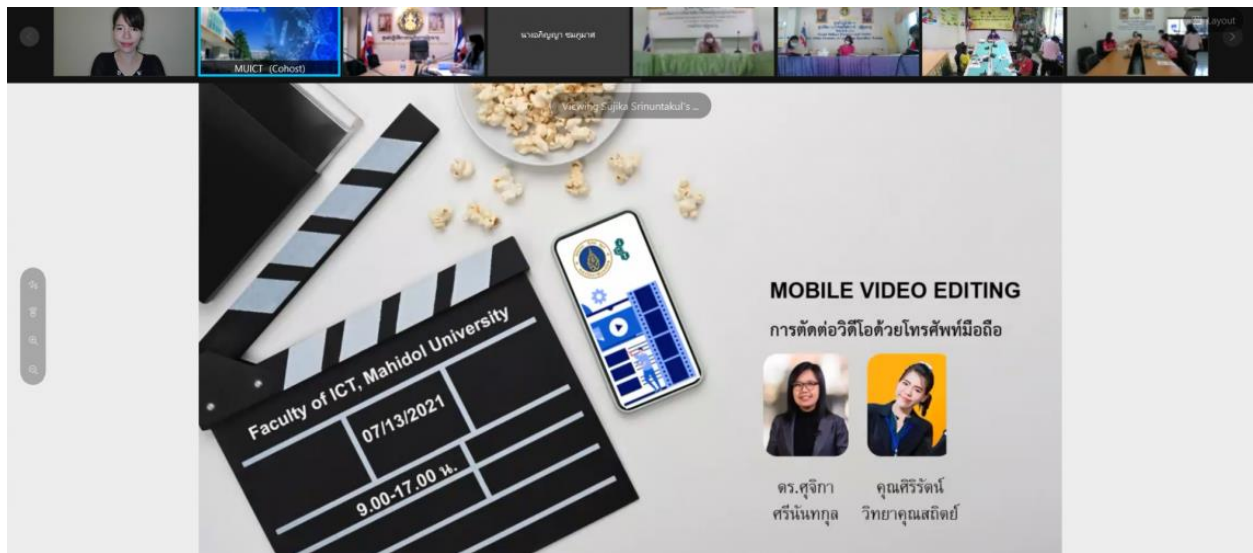 Layout
MUICT (Cohost)
นางอภิญญา ชมภูมาศ
Viewing Sujika Srinuntakul's ...
Faculty of ICT, Mahidol University
07/13/2021
9.00-17.00 น.
MOBILE VIDEO EDITING
การตัดต่อวิดีโอด้วยโทรศัพท์มือถือ
ดร.ศุจิกา
ศรีนันทกุล
คุณศิริรัตน์
วิทยาคุณสถิตย์